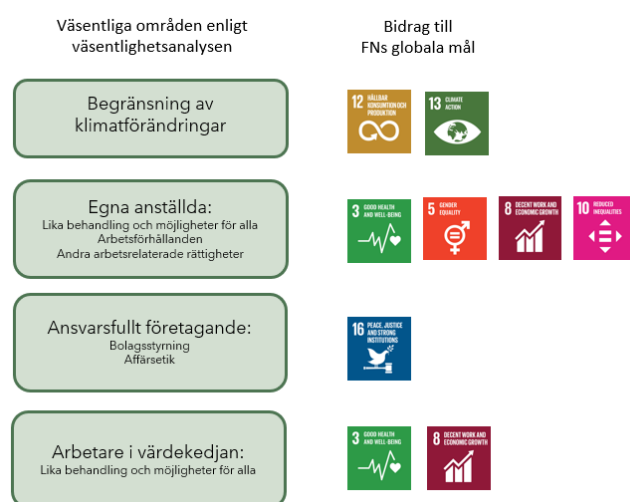 Väsentliga områden enligt
väsentlighetsanalysen
Bidrag till
FNs globala mål
Begränsning av
klimatförändringar
12 HÅLLBAR
KONSUMTION OCH
PRODUKTION
13 CLIMATE
ACTION
Egna anställda:
Lika behandling och möjligheter för alla
Arbetsförhållanden
Andra arbetsrelaterade rättigheter
3 GOOD HEALTH
AND WELL-BEING
5 GENDER
EQUALITY
8 DECENT WORK AND
ECONOMIC GROWTH
10 REDUCED
INEQUALITIES
Ansvarsfullt företagande:
Bolagsstyrning
Affärsetik
16 PEACE, JUSTICE
AND STRONG
INSTITUTIONS
Arbetare i värdekedjan:
Lika behandling och möjligheter för alla
3 GOOD HEALTH
AND WELL-BEING
8 DECENT WORK AND
ECONOMIC GROWTH